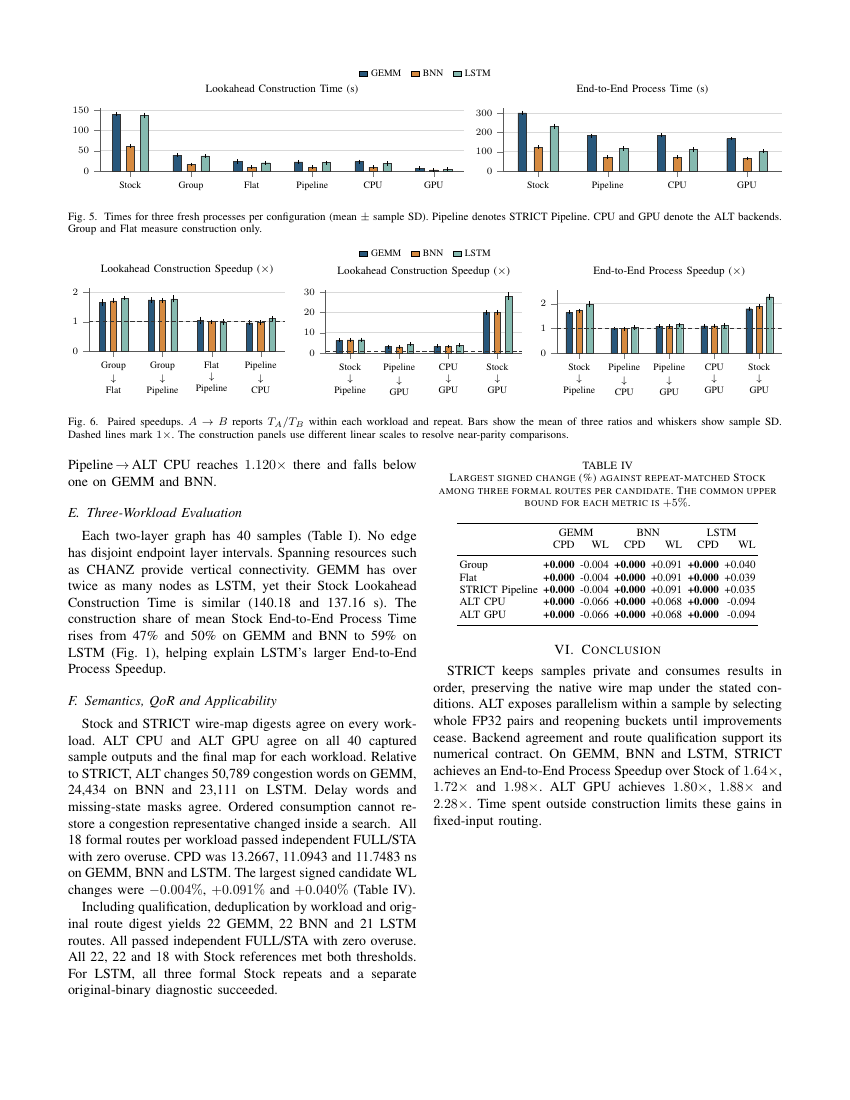 GEMM BNN LSTM
Lookahead Construction Time (s)
150
100
50
0
Stock Group Flat Pipeline CPU GPU
End-to-End Process Time (s)
300
200
100
0
Stock Pipeline CPU GPU
Fig. 5. Times for three fresh processes per configuration (mean ± sample SD). Pipeline denotes STRICT Pipeline. CPU and GPU denote the ALT backends.
Group and Flat measure construction only.
GEMM BNN LSTM
Lookahead Construction Speedup (×)
2
1
0
Group Group Flat Pipeline
↓ ↓ ↓ ↓
Flat Pipeline Pipeline CPU
Lookahead Construction Speedup (×)
30
20
10
0
Stock Pipeline CPU Stock
↓ ↓ ↓ ↓
Pipeline GPU GPU GPU
End-to-End Process Speedup (×)
2
1
0
Stock Pipeline Pipeline CPU Stock
↓ ↓ ↓ ↓ ↓
Pipeline CPU GPU GPU GPU
Fig. 6. Paired speedups. A → B reports T_A/T_B within each workload and repeat. Bars show the mean of three ratios and whiskers show sample SD.
Dashed lines mark 1×. The construction panels use different linear scales to resolve near-parity comparisons.
Pipeline → ALT CPU reaches 1.120× there and falls below
one on GEMM and BNN.
E. Three-Workload Evaluation
Each two-layer graph has 40 samples (Table I). No edge
has disjoint endpoint layer intervals. Spanning resources such
as CHANZ provide vertical connectivity. GEMM has over
twice as many nodes as LSTM, yet their Stock Lookahead
Construction Time is similar (140.18 and 137.16 s). The
construction share of mean Stock End-to-End Process Time
rises from 47% and 50% on GEMM and BNN to 59% on
LSTM (Fig. 1), helping explain LSTM's larger End-to-End
Process Speedup.
F. Semantics, QoR and Applicability
Stock and STRICT wire-map digests agree on every work-
load. ALT CPU and ALT GPU agree on all 40 captured
sample outputs and the final map for each workload. Relative
to STRICT, ALT changes 50,789 congestion words on GEMM,
24,434 on BNN and 23,111 on LSTM. Delay words and
missing-state masks agree. Ordered consumption cannot re-
store a congestion representative changed inside a search. All
18 formal routes per workload passed independent FULL/STA
with zero overuse. CPD was 13.2667, 11.0943 and 11.7483 ns
on GEMM, BNN and LSTM. The largest signed candidate WL
changes were −0.004%, +0.091% and +0.040% (Table IV).
Including qualification, deduplication by workload and orig-
inal route digest yields 22 GEMM, 22 BNN and 21 LSTM
routes. All passed independent FULL/STA with zero overuse.
All 22, 22 and 18 with Stock references met both thresholds.
For LSTM, all three formal Stock repeats and a separate
original-binary diagnostic succeeded.
TABLE IV
LARGEST SIGNED CHANGE (%) AGAINST REPEAT-MATCHED STOCK
AMONG THREE FORMAL ROUTES PER CANDIDATE. THE COMMON UPPER
BOUND FOR EACH METRIC IS +5%.
GEMM BNN LSTM
CPD WL CPD WL CPD WL
Group +0.000 -0.004 +0.000 +0.091 +0.000 +0.040
Flat +0.000 -0.004 +0.000 +0.091 +0.000 +0.039
STRICT Pipeline +0.000 -0.004 +0.000 +0.091 +0.000 +0.035
ALT CPU +0.000 -0.066 +0.000 +0.068 +0.000 -0.094
ALT GPU +0.000 -0.066 +0.000 +0.068 +0.000 -0.094
VI. CONCLUSION
STRICT keeps samples private and consumes results in
order, preserving the native wire map under the stated con-
ditions. ALT exposes parallelism within a sample by selecting
whole FP32 pairs and reopening buckets until improvements
cease. Backend agreement and route qualification support its
numerical contract. On GEMM, BNN and LSTM, STRICT
achieves an End-to-End Process Speedup over Stock of 1.64×,
1.72× and 1.98×. ALT GPU achieves 1.80×, 1.88× and
2.28×. Time spent outside construction limits these gains in
fixed-input routing.